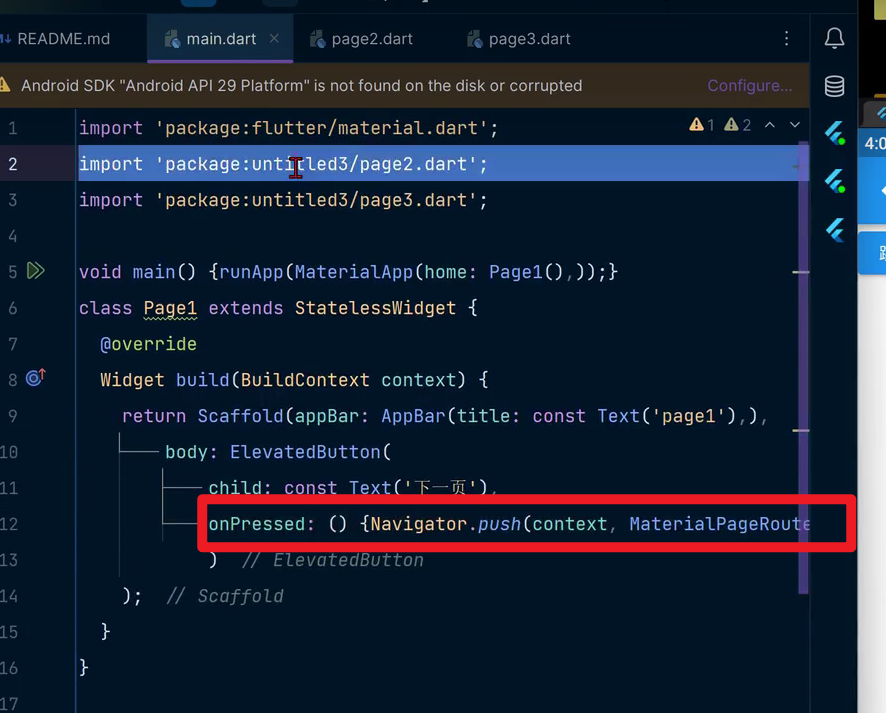 README.md main.dart page2.dart page3.dart
Android SDK "Android API 29 Platform" is not found on the disk or corrupted Configure...
1 import 'package:flutter/material.dart'; 1 2
2 import 'package:untitled3/page2.dart';
3 import 'package:untitled3/page3.dart';
4
5 void main() {runApp(MaterialApp(home: Page1(),));}
6 class Page1 extends StatelessWidget {
7 @override
8 Widget build(BuildContext context) {
9 return Scaffold(appBar: AppBar(title: const Text('page1'),),
10 body: ElevatedButton(
11 child: const Text('下一页'),
12 onPressed: () {Navigator.push(context, MaterialPageRoute
13 ) // ElevatedButton
14 ); // Scaffold
15 }
16 }
17
4:0